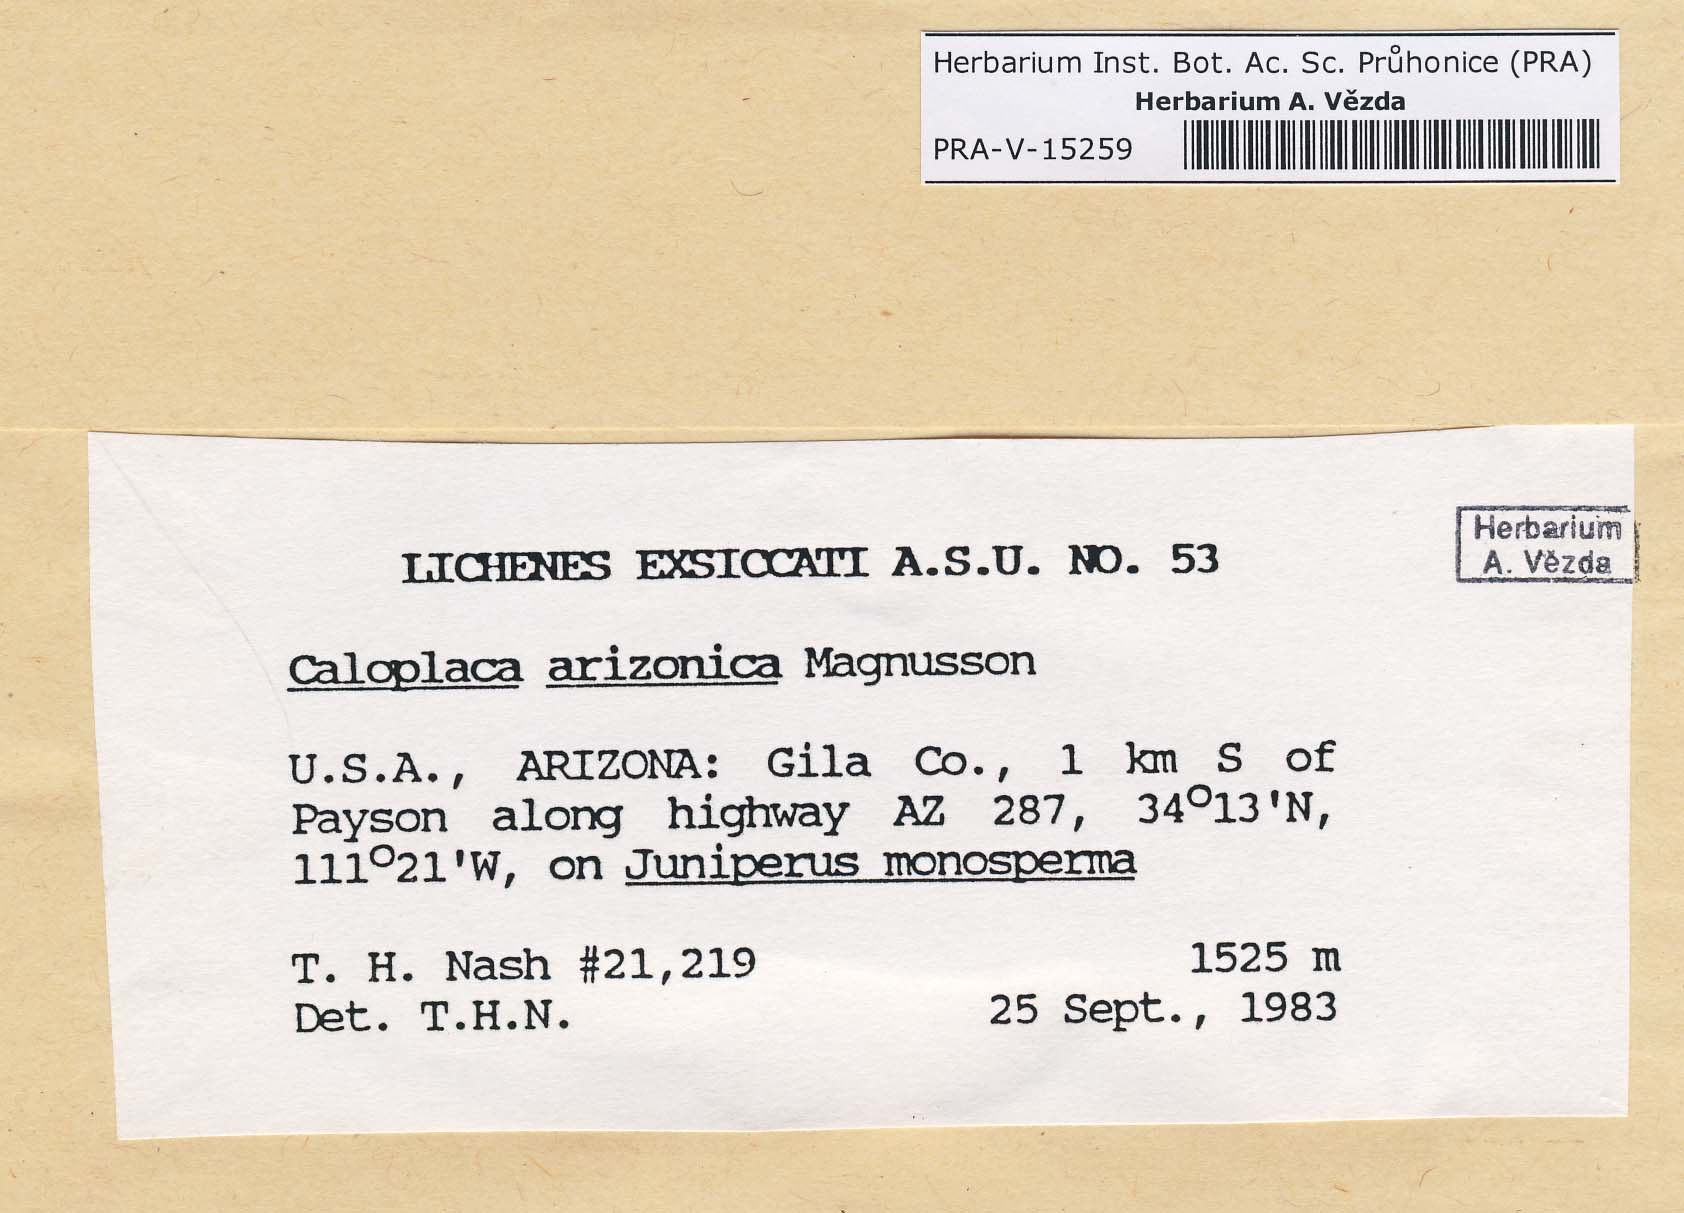 Herbarium Inst. Bot. Ac. Sc. Průhonice (PRA)
Herbarium A. Vězda
PRA-V-15259
Herbarium
A. Vězda
LICHENES EXSICCATI A.S.U. NO. 53
Caloplaca arizonica Magnusson
U.S.A., ARIZONA: Gila Co., 1 km S of
Payson along highway AZ 287, 34°13'N,
111°21'W, on Juniperus monosperma
T. H. Nash #21,219 1525 m
Det. T.H.N. 25 Sept., 1983